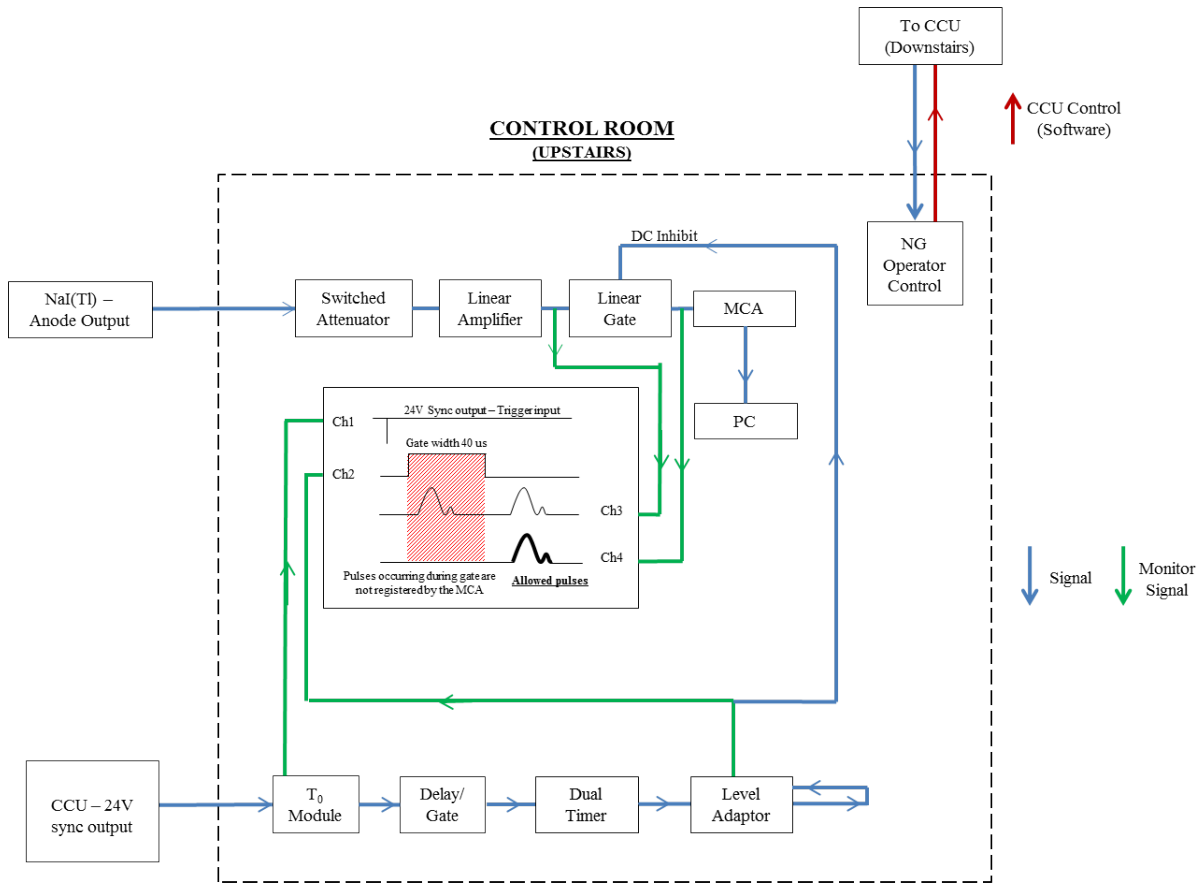 To CCU
(Downstairs)
CCU Control
(Software)
CONTROL ROOM
(UPSTAIRS)
DC Inhibit
NG
Operator
Control
NaI(Tl) –
Anode Output
Switched
Attenuator
Linear
Amplifier
Linear
Gate
MCA
PC
Ch1
24V Sync output – Trigger input
Gate width 40 us
Ch2
Ch3
Ch4
Pulses occurring during gate are
not registered by the MCA
Allowed pulses
Signal
Monitor
Signal
CCU – 24V
sync output
T0
Module
Delay/
Gate
Dual
Timer
Level
Adaptor